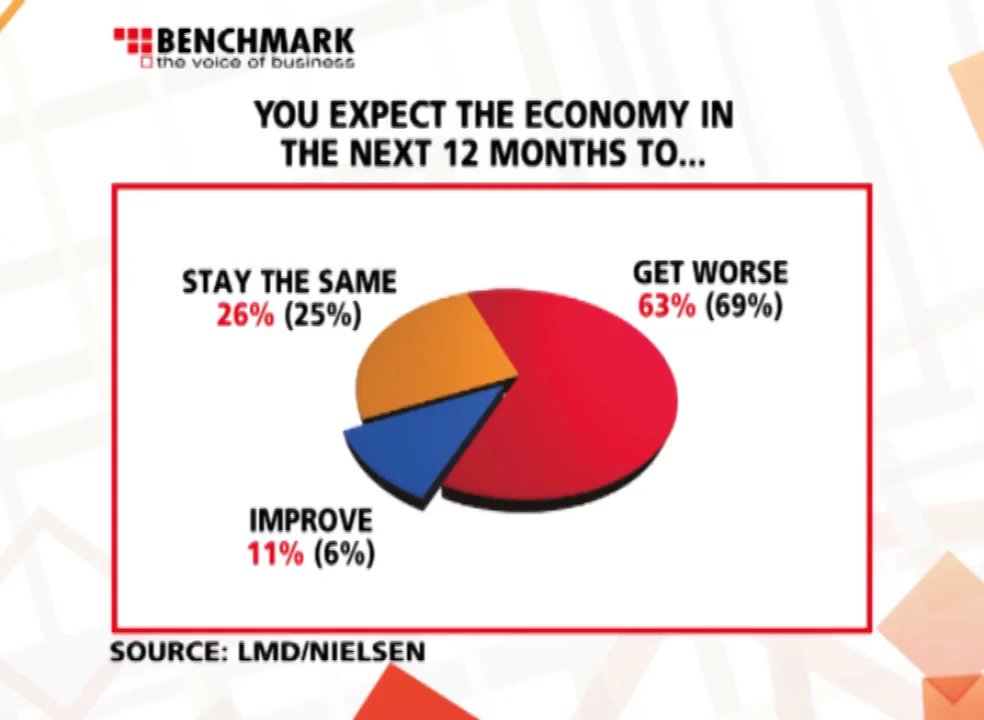 BENCHMARK
the voice of business
YOU EXPECT THE ECONOMY IN
THE NEXT 12 MONTHS TO...
STAY THE SAME
26% (25%)
GET WORSE
63% (69%)
IMPROVE
11% (6%)
SOURCE: LMD/NIELSEN